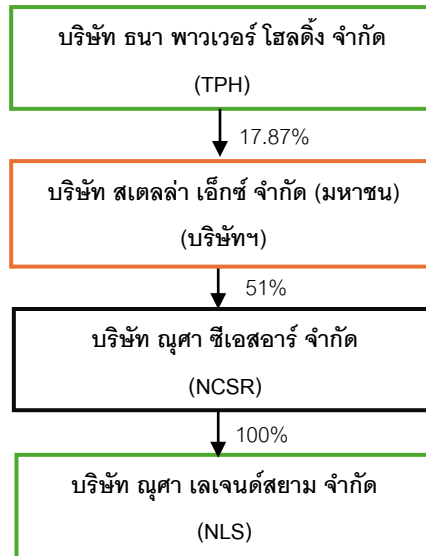 บริษัท ธนา พาวเวอร์ โฮลดิ้ง จำกัด
(TPH)
17.87%
บริษัท สเตลล่า เอ็กซ์ จำกัด (มหาชน)
(บริษัทฯ)
51%
บริษัท ณุศา ซีเอสอาร์ จำกัด
(NCSR)
100%
บริษัท ณุศา เลเจนด์สยาม จำกัด
(NLS)